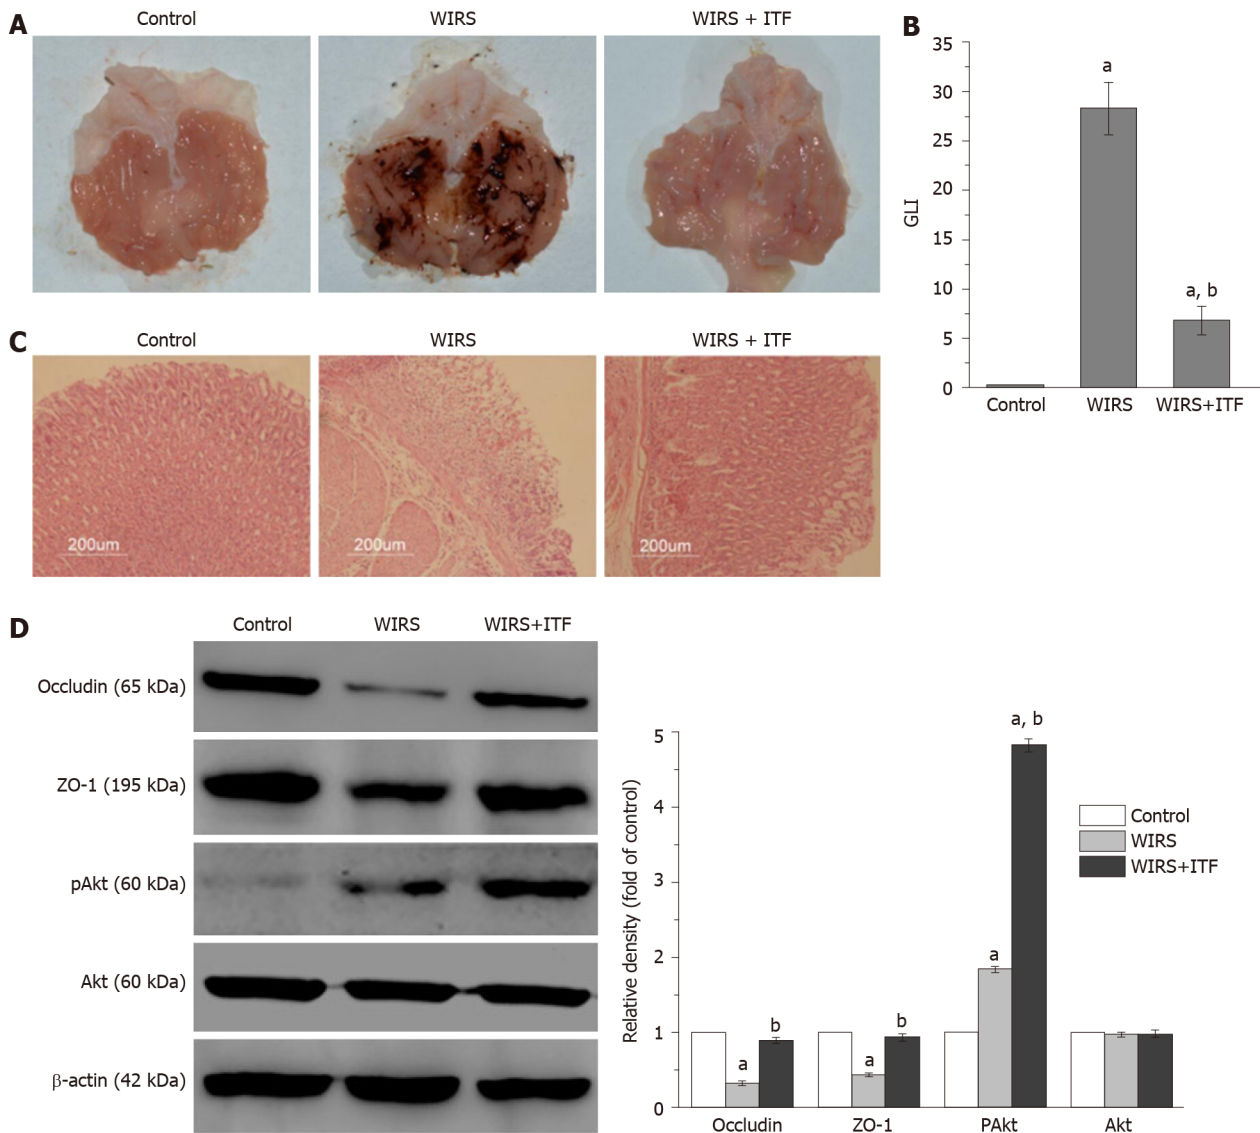 A
Control
WIRS
WIRS + ITF
B
35
30
25
20
15
10
5
0
GLI
a
a, b
Control
WIRS
WIRS+ITF
C
Control
WIRS
WIRS + ITF
200um
200um
200um
D
Control
WIRS
WIRS+ITF
Occludin (65 kDa)
ZO-1 (195 kDa)
pAkt (60 kDa)
Akt (60 kDa)
β-actin (42 kDa)
Relative density (fold of control)
5
4
3
2
1
0
a
b
a
b
a
a, b
Control
WIRS
WIRS+ITF
Occludin
ZO-1
PAkt
Akt